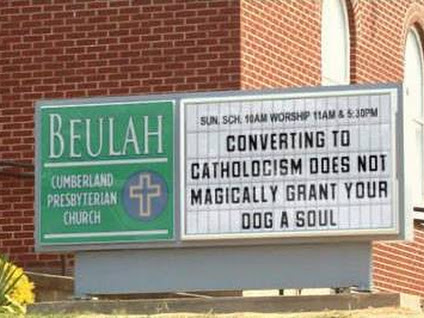 BEULAH
CUMBERLAND
PRESBYTERIAN
CHURCH
SUN. SCH. 10AM WORSHIP 11AM & 5:30PM
CONVERTING TO
CATHOLOCISM DOES NOT
MAGICALLY GRANT YOUR
DOG A SOUL